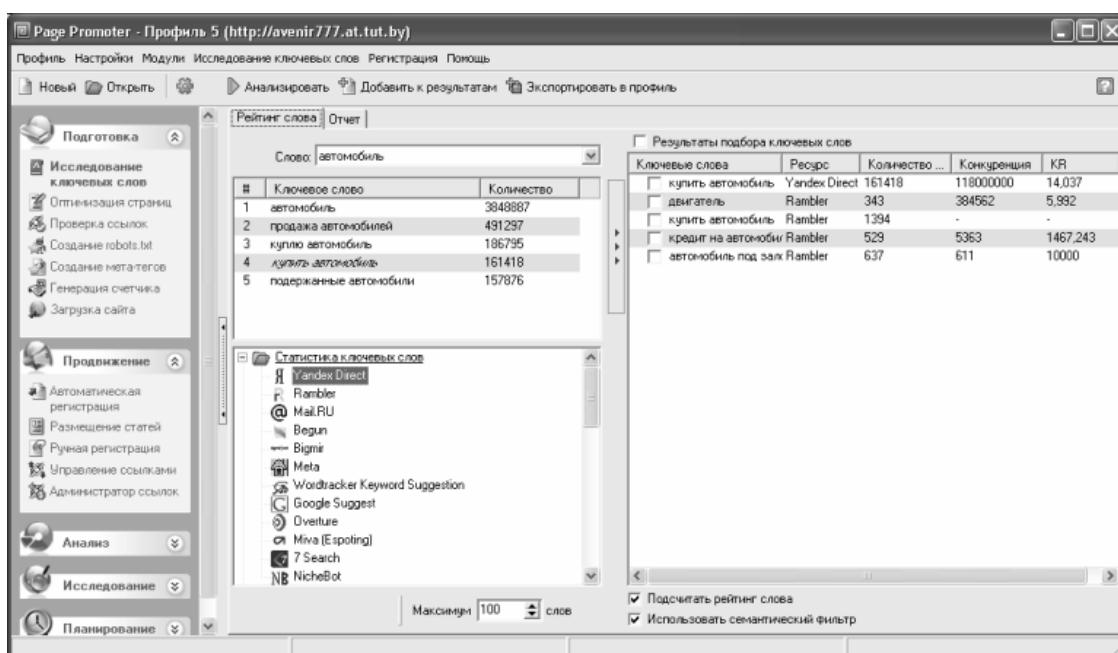 Page Promoter - Профиль 5 (http://avenir777.at.tut.by)
Профиль Настройки Модули Исследование ключевых слов Регистрация Помощь
Новый Открыть Анализировать Добавить к результатам Экспортировать в профиль
Подготовка
Исследование
ключевых слов
Оптимизация страниц
Проверка ссылок
Создание robots.txt
Создание мета-тегов
Генерация счетчика
Загрузка сайта
Продвижение
Автоматическая
регистрация
Размещение статей
Ручная регистрация
Управление ссылками
Администратор ссылок
Анализ
Исследование
Планирование
Рейтинг слова Отчет
Слово: автомобиль
# Ключевое слово Количество
1 автомобиль 3848887
2 продажа автомобилей 491297
3 куплю автомобиль 186795
4 купить автомобиль 161418
5 подержанные автомобили 157876
Статистика ключевых слов
Yandex Direct
Rambler
Mail.RU
Begun
Bigmir
Meta
Wordtracker Keyword Suggestion
Google Suggest
Overture
Miva (Espoting)
7 Search
NicheBot
Максимум 100 слов
Результаты подбора ключевых слов
Ключевые слова Ресурс Количество ... Конкуренция KR
купить автомобиль Yandex Direct 161418 118000000 14,037
двигатель Rambler 343 384562 5,992
купить автомобиль Rambler 1394 - -
кредит на автомоби Rambler 529 5363 1467,243
автомобиль под зал Rambler 637 611 10000
Подсчитать рейтинг слова
Использовать семантический фильтр